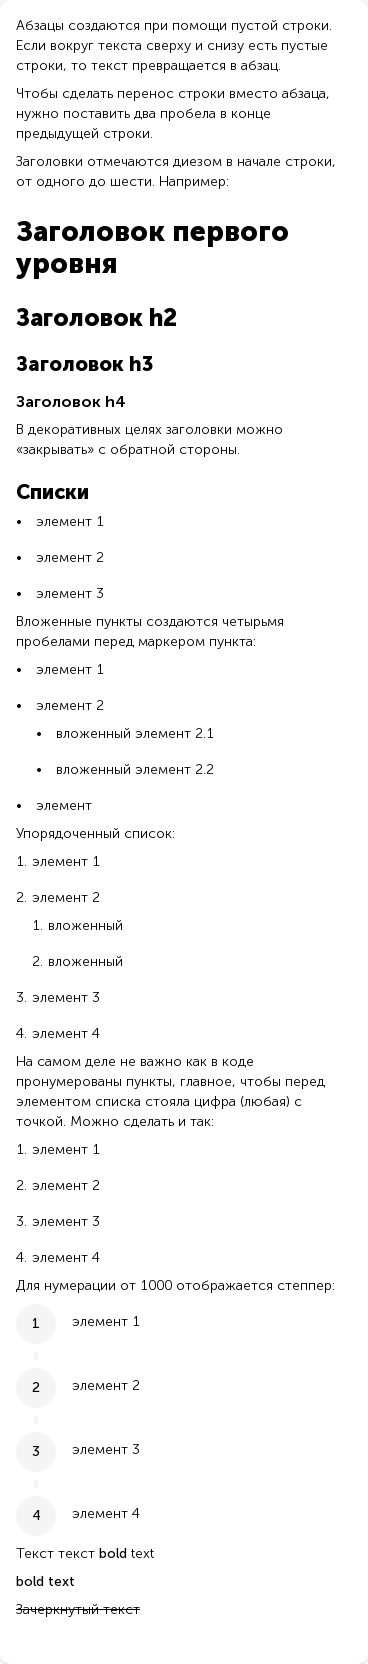 Абзацы создаются при помощи пустой строки.
Если вокруг текста сверху и снизу есть пустые
строки, то текст превращается в абзац.
Чтобы сделать перенос строки вместо абзаца,
нужно поставить два пробела в конце
предыдущей строки.
Заголовки отмечаются диезом в начале строки,
от одного до шести. Например:
Заголовок первого
уровня
Заголовок h2
Заголовок h3
Заголовок h4
В декоративных целях заголовки можно
«закрывать» с обратной стороны.
Списки
• элемент 1
• элемент 2
• элемент 3
Вложенные пункты создаются четырьмя
пробелами перед маркером пункта:
• элемент 1
• элемент 2
• вложенный элемент 2.1
• вложенный элемент 2.2
• элемент
Упорядоченный список:
1. элемент 1
2. элемент 2
1. вложенный
2. вложенный
3. элемент 3
4. элемент 4
На самом деле не важно как в коде
пронумерованы пункты, главное, чтобы перед
элементом списка стояла цифра (любая) с
точкой. Можно сделать и так:
1. элемент 1
2. элемент 2
3. элемент 3
4. элемент 4
Для нумерации от 1000 отображается степпер:
1 элемент 1
2 элемент 2
3 элемент 3
4 элемент 4
Текст текст bold text
bold text
Зачеркнутый текст